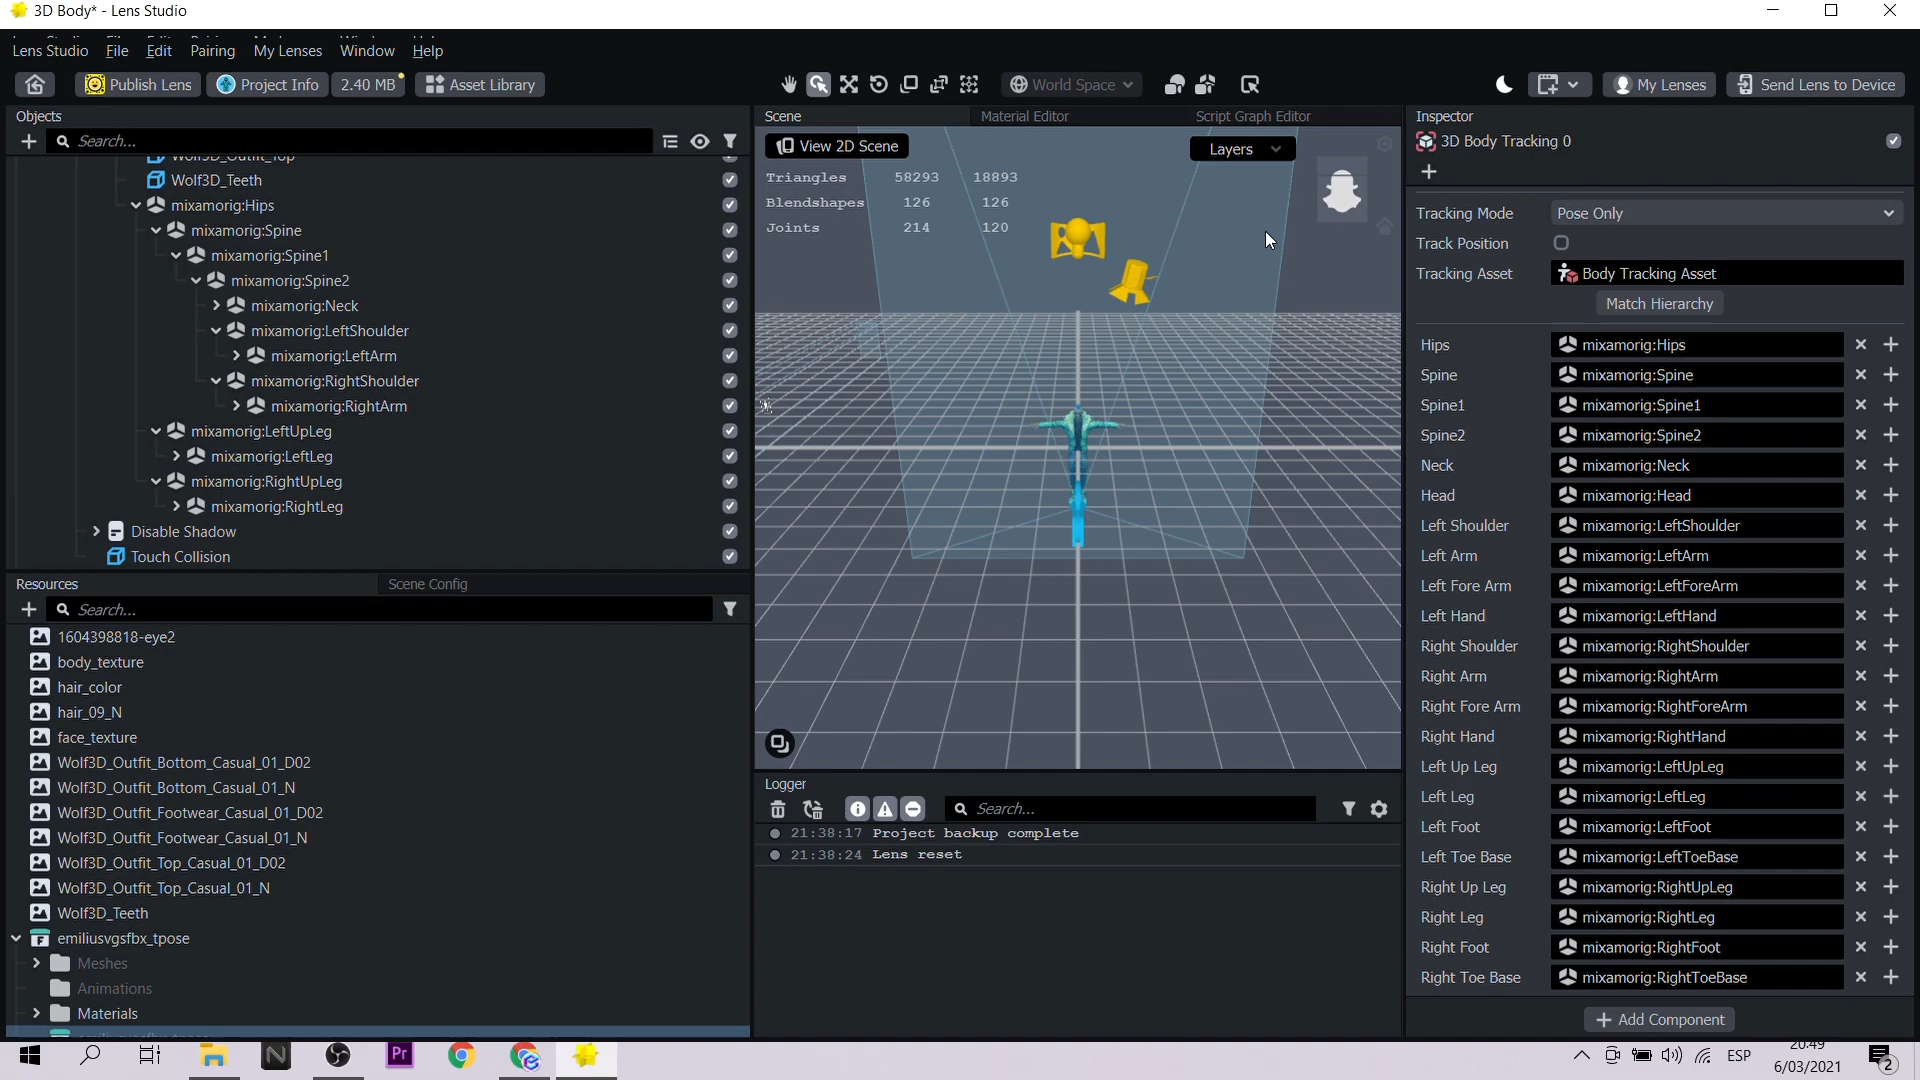 3D Body* - Lens Studio
Lens Studio File Edit Pairing My Lenses Window Help
Publish Lens Project Info 2.40 MB Asset Library World Space My Lenses Send Lens to Device
Objects
Search...
Wolf3D_Outfit_Top
Wolf3D_Teeth
mixamorig:Hips
mixamorig:Spine
mixamorig:Spine1
mixamorig:Spine2
mixamorig:Neck
mixamorig:LeftShoulder
mixamorig:LeftArm
mixamorig:RightShoulder
mixamorig:RightArm
mixamorig:LeftUpLeg
mixamorig:LeftLeg
mixamorig:RightUpLeg
mixamorig:RightLeg
Disable Shadow
Touch Collision
Resources Scene Config
Search...
1604398818-eye2
body_texture
hair_color
hair_09_N
face_texture
Wolf3D_Outfit_Bottom_Casual_01_D02
Wolf3D_Outfit_Bottom_Casual_01_N
Wolf3D_Outfit_Footwear_Casual_01_D02
Wolf3D_Outfit_Footwear_Casual_01_N
Wolf3D_Outfit_Top_Casual_01_D02
Wolf3D_Outfit_Top_Casual_01_N
Wolf3D_Teeth
emiliusvgsfbx_tpose
Meshes
Animations
Materials
Scene Material Editor Script Graph Editor
View 2D Scene Layers
Triangles 58293 18893
Blendshapes 126 126
Joints 214 120
Logger
Search...
21:38:17 Project backup complete
21:38:24 Lens reset
Inspector
3D Body Tracking 0
Tracking Mode Pose Only
Track Position
Tracking Asset Body Tracking Asset
Match Hierarchy
Hips mixamorig:Hips
Spine mixamorig:Spine
Spine1 mixamorig:Spine1
Spine2 mixamorig:Spine2
Neck mixamorig:Neck
Head mixamorig:Head
Left Shoulder mixamorig:LeftShoulder
Left Arm mixamorig:LeftArm
Left Fore Arm mixamorig:LeftForeArm
Left Hand mixamorig:LeftHand
Right Shoulder mixamorig:RightShoulder
Right Arm mixamorig:RightArm
Right Fore Arm mixamorig:RightForeArm
Right Hand mixamorig:RightHand
Left Up Leg mixamorig:LeftUpLeg
Left Leg mixamorig:LeftLeg
Left Foot mixamorig:LeftFoot
Left Toe Base mixamorig:LeftToeBase
Right Up Leg mixamorig:RightUpLeg
Right Leg mixamorig:RightLeg
Right Foot mixamorig:RightFoot
Right Toe Base mixamorig:RightToeBase
Add Component
Pr
ESP
20:49
6/03/2021
2